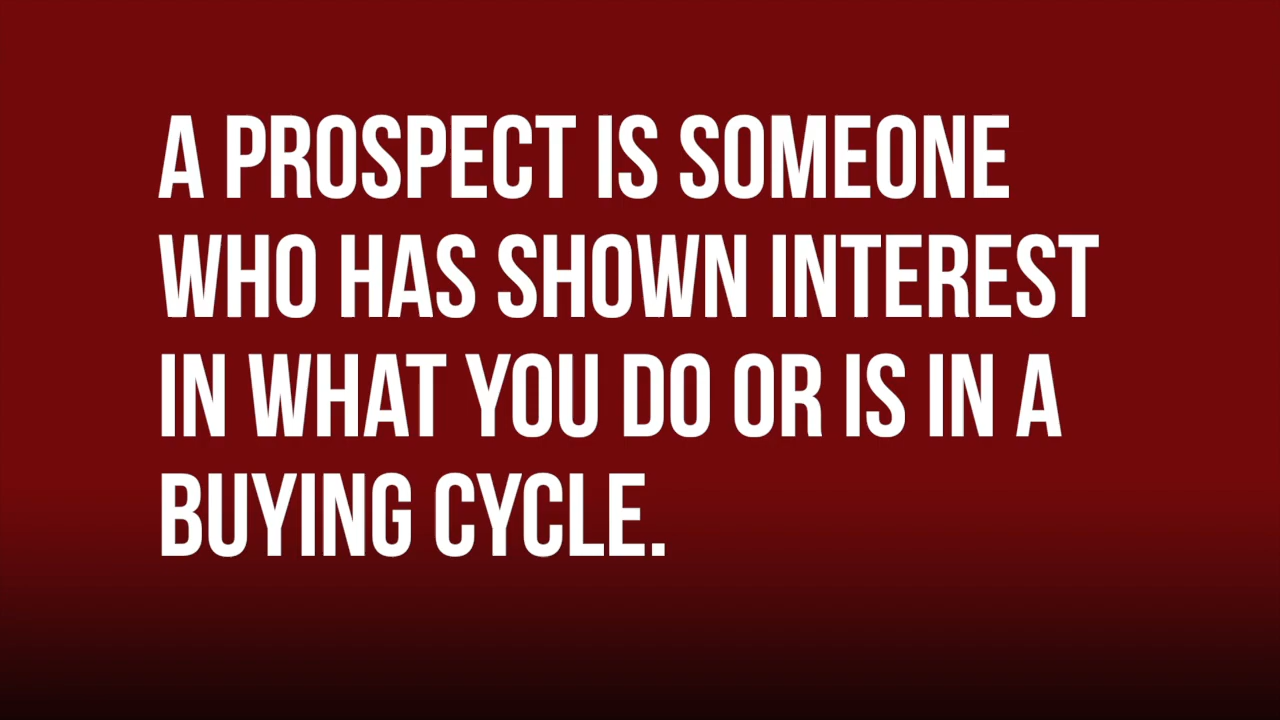 A PROSPECT IS SOMEONE
WHO HAS SHOWN INTEREST
IN WHAT YOU DO OR IS IN A
BUYING CYCLE.